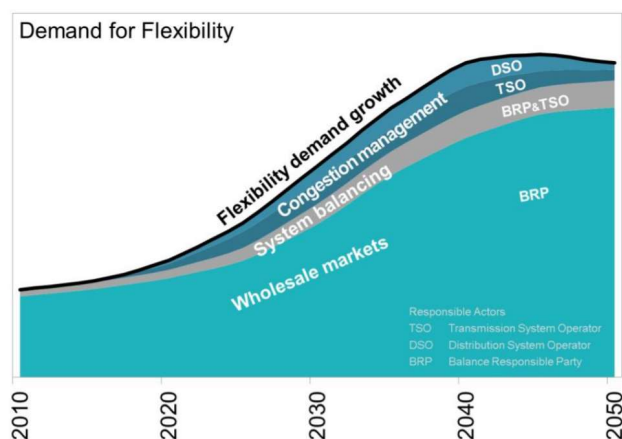 Demand for Flexibility
Flexibility demand growth
Congestion management
System balancing
Wholesale markets
DSO
TSO
BRP&TSO
BRP
Responsible Actors
TSO Transmission System Operator
DSO Distribution System Operator
BRP Balance Responsible Party
2010
2020
2030
2040
2050